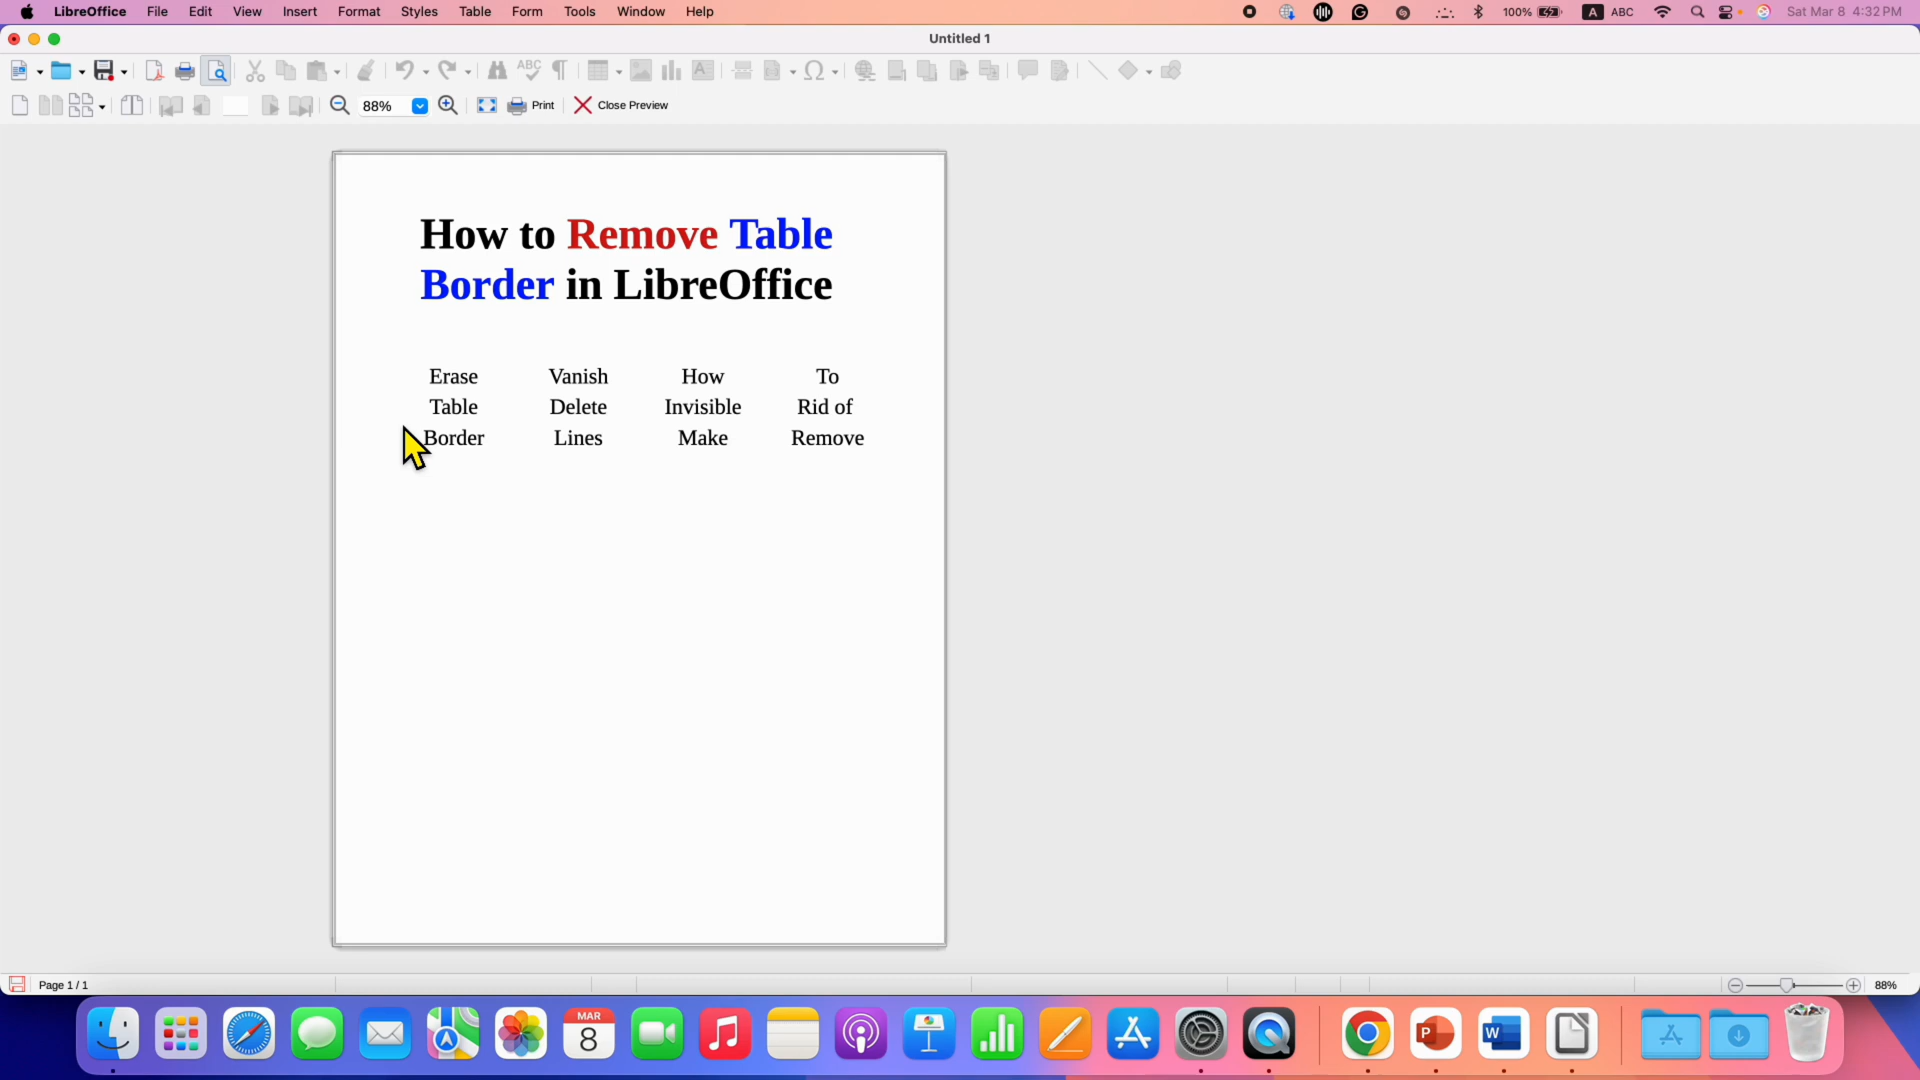 LibreOffice File Edit View Insert Format Styles Table Form Tools Window Help 100% A ABC Sat Mar 8 4:32 PM
Untitled 1
88% Print Close Preview
How to Remove Table
Border in LibreOffice
Erase Vanish How To
Table Delete Invisible Rid of
Border Lines Make Remove
Page 1 / 1 88%
MAR
8
P
W